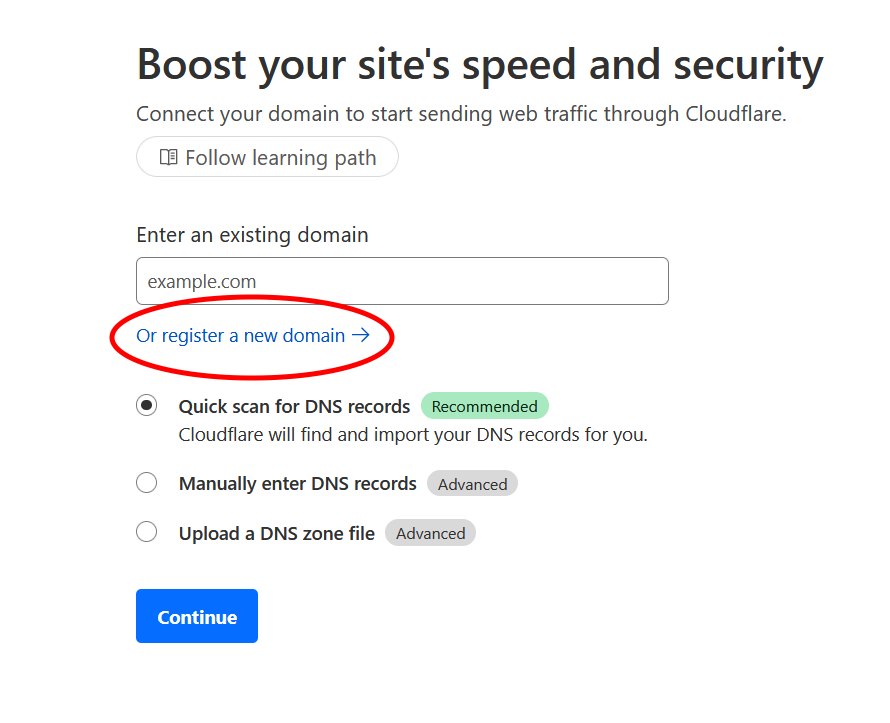 Boost your site's speed and security
Connect your domain to start sending web traffic through Cloudflare.
Follow learning path
Enter an existing domain
example.com
Or register a new domain →
Quick scan for DNS records Recommended
Cloudflare will find and import your DNS records for you.
Manually enter DNS records Advanced
Upload a DNS zone file Advanced
Continue